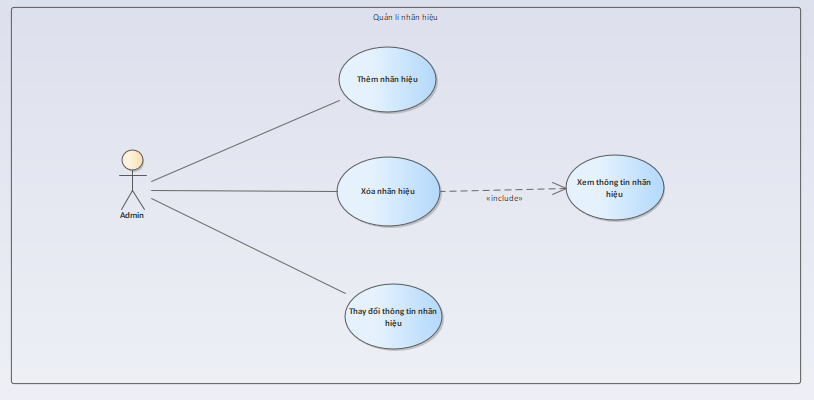 Quản lí nhãn hiệu
Thêm nhãn hiệu
Admin
Xóa nhãn hiệu
«include»
Xem thông tin nhãn
hiệu
Thay đổi thông tin nhãn
hiệu